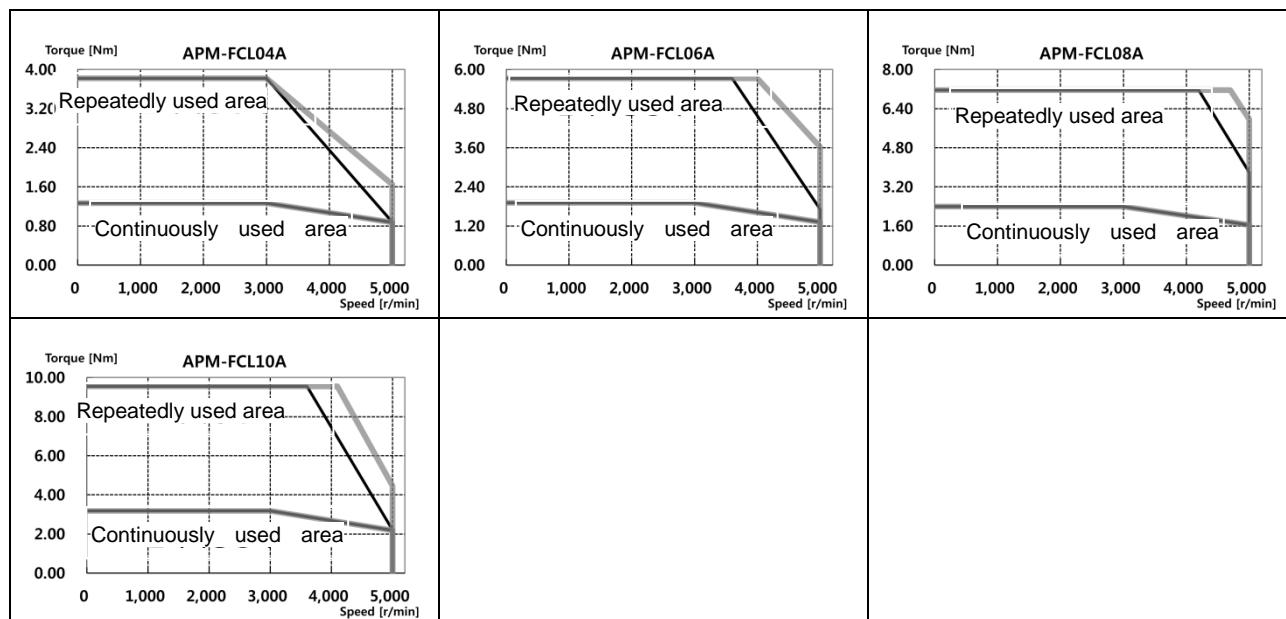 Torque [Nm] APM-FCL04A
4.00
3.20
Repeatedly used area
2.40
1.60
0.80
Continuously used area
0.00
0 1,000 2,000 3,000 4,000 5,000
Speed [r/min]
Torque [Nm] APM-FCL06A
6.00
4.80
Repeatedly used area
3.60
2.40
1.20
Continuously used area
0.00
0 1,000 2,000 3,000 4,000 5,000
Speed [r/min]
Torque [Nm] APM-FCL08A
8.00
6.40
Repeatedly used area
4.80
3.20
1.60
Continuously used area
0.00
0 1,000 2,000 3,000 4,000 5,000
Speed [r/min]
Torque [Nm] APM-FCL10A
10.00
8.00
Repeatedly used area
6.00
4.00
2.00
Continuously used area
0.00
0 1,000 2,000 3,000 4,000 5,000
Speed [r/min]